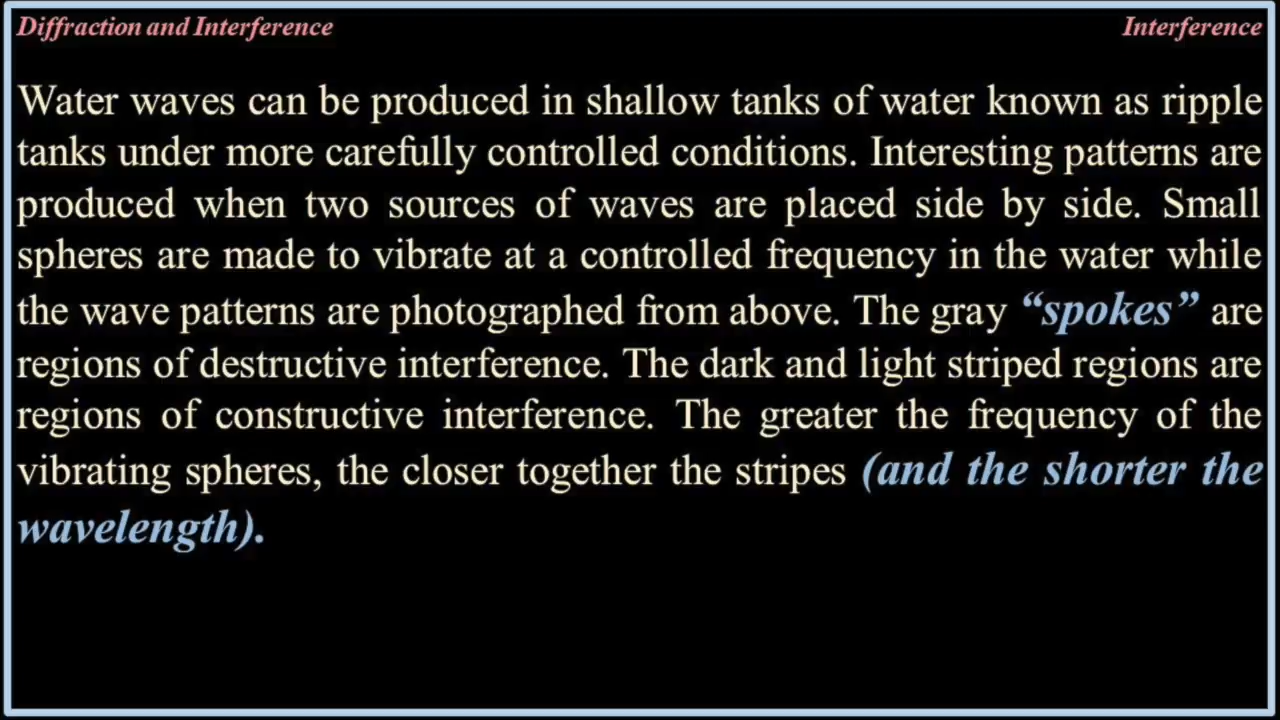 Diffraction and Interference
Interference
Water waves can be produced in shallow tanks of water known as ripple
tanks under more carefully controlled conditions. Interesting patterns are
produced when two sources of waves are placed side by side. Small
spheres are made to vibrate at a controlled frequency in the water while
the wave patterns are photographed from above. The gray “spokes” are
regions of destructive interference. The dark and light striped regions are
regions of constructive interference. The greater the frequency of the
vibrating spheres, the closer together the stripes (and the shorter the
wavelength).